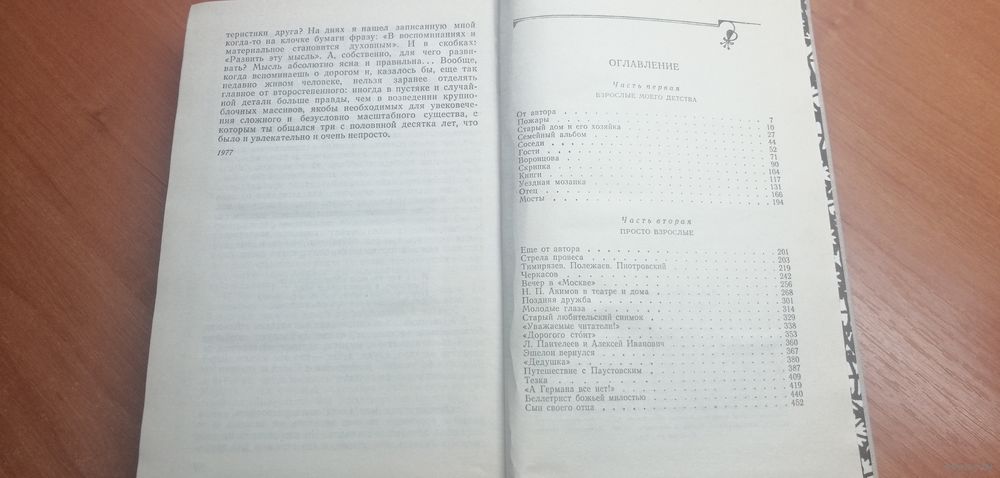 теристики друга? На днях я нашел записанную мной
когда-то на клочке бумаги фразу: «В воспоминаниях и
материальное становится духовным». И в скобках:
«Развить эту мысль». А, собственно, для чего разви-
вать? Мысль абсолютно ясна и правильна... Вообще,
когда вспоминаешь о дорогом и, казалось бы, еще так
недавно живом человеке, нельзя заранее отделять
главное от второстепенного: иногда в пустяке и случай-
ной детали больше правды, чем в возведении крупно-
блочных массивов, якобы необходимых для увековече-
ния сложного и безусловно масштабного существа, с
которым ты общался три с половиной десятка лет, что
было и увлекательно и очень непросто.
1977
ОГЛАВЛЕНИЕ
Часть первая
ВЗРОСЛЫЕ МОЕГО ДЕТСТВА
От автора . . . . . . . . . . 7
Пожары . . . . . . . . . . 10
Старый дом и его хозяйка . . . . . . . . . . 27
Семейный альбом . . . . . . . . . . 44
Соседи . . . . . . . . . . 52
Гости . . . . . . . . . . 71
Воронцова . . . . . . . . . . 90
Скрипка . . . . . . . . . . 104
Книги . . . . . . . . . . 117
Уездная мозаика . . . . . . . . . . 131
Отец . . . . . . . . . . 166
Мосты . . . . . . . . . . 194
Часть вторая
ПРОСТО ВЗРОСЛЫЕ
Еще от автора . . . . . . . . . . 201
Стрела провеса . . . . . . . . . . 203
Тимирязев. Полежаев. Пиотровский . . . . . . . . . . 219
Черкасов . . . . . . . . . . 242
Вечер в «Москве» . . . . . . . . . . 256
Н. П. Акимов в театре и дома . . . . . . . . . . 268
Поздняя дружба . . . . . . . . . . 301
Молодые глаза . . . . . . . . . . 314
Старый любительский снимок . . . . . . . . . . 329
«Уважаемые читатели!» . . . . . . . . . . 338
«Дорогого сто́ит» . . . . . . . . . . 353
Л. Пантелеев и Алексей Иванович . . . . . . . . . . 360
Эшелон вернулся . . . . . . . . . . 367
«Дедушка» . . . . . . . . . . 380
Путешествие с Паустовским . . . . . . . . . . 387
Тезка . . . . . . . . . . 409
«А Германа все нет!» . . . . . . . . . . 419
Беллетрист божьей милостью . . . . . . . . . . 440
Сын своего отца . . . . . . . . . . 452